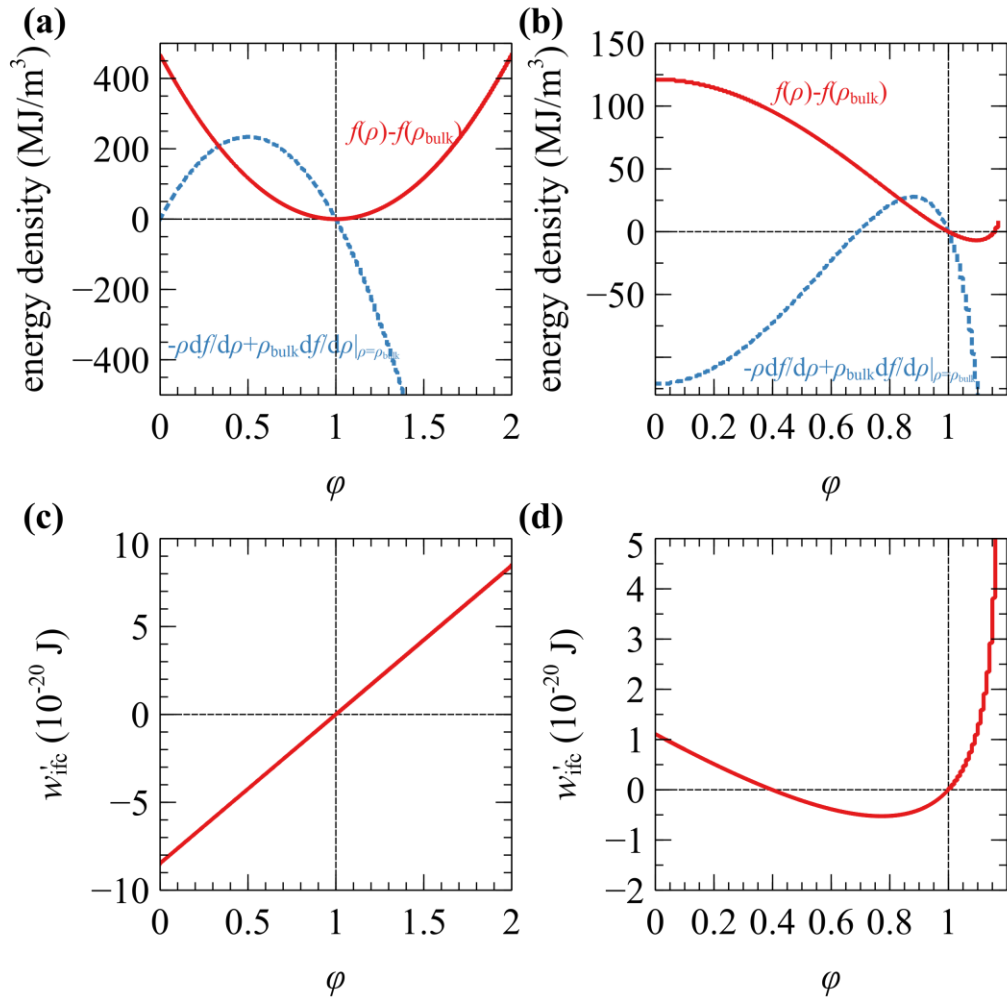 (a)
energy density (MJ/m³)
400
200
0
−200
−400
f(ρ)-f(ρbulk)
-ρdf/dρ+ρbulkdf/dρ|ρ=ρbulk
0 0.5 1 1.5 2
φ
(b)
energy density (MJ/m³)
150
100
50
0
−50
f(ρ)-f(ρbulk)
-ρdf/dρ+ρbulkdf/dρ|ρ=ρbulk
0 0.2 0.4 0.6 0.8 1
φ
(c)
w'ifc (10⁻²⁰ J)
10
5
0
−5
−10
0 0.5 1 1.5 2
φ
(d)
w'ifc (10⁻²⁰ J)
5
4
3
2
1
0
−1
−2
0 0.2 0.4 0.6 0.8 1
φ